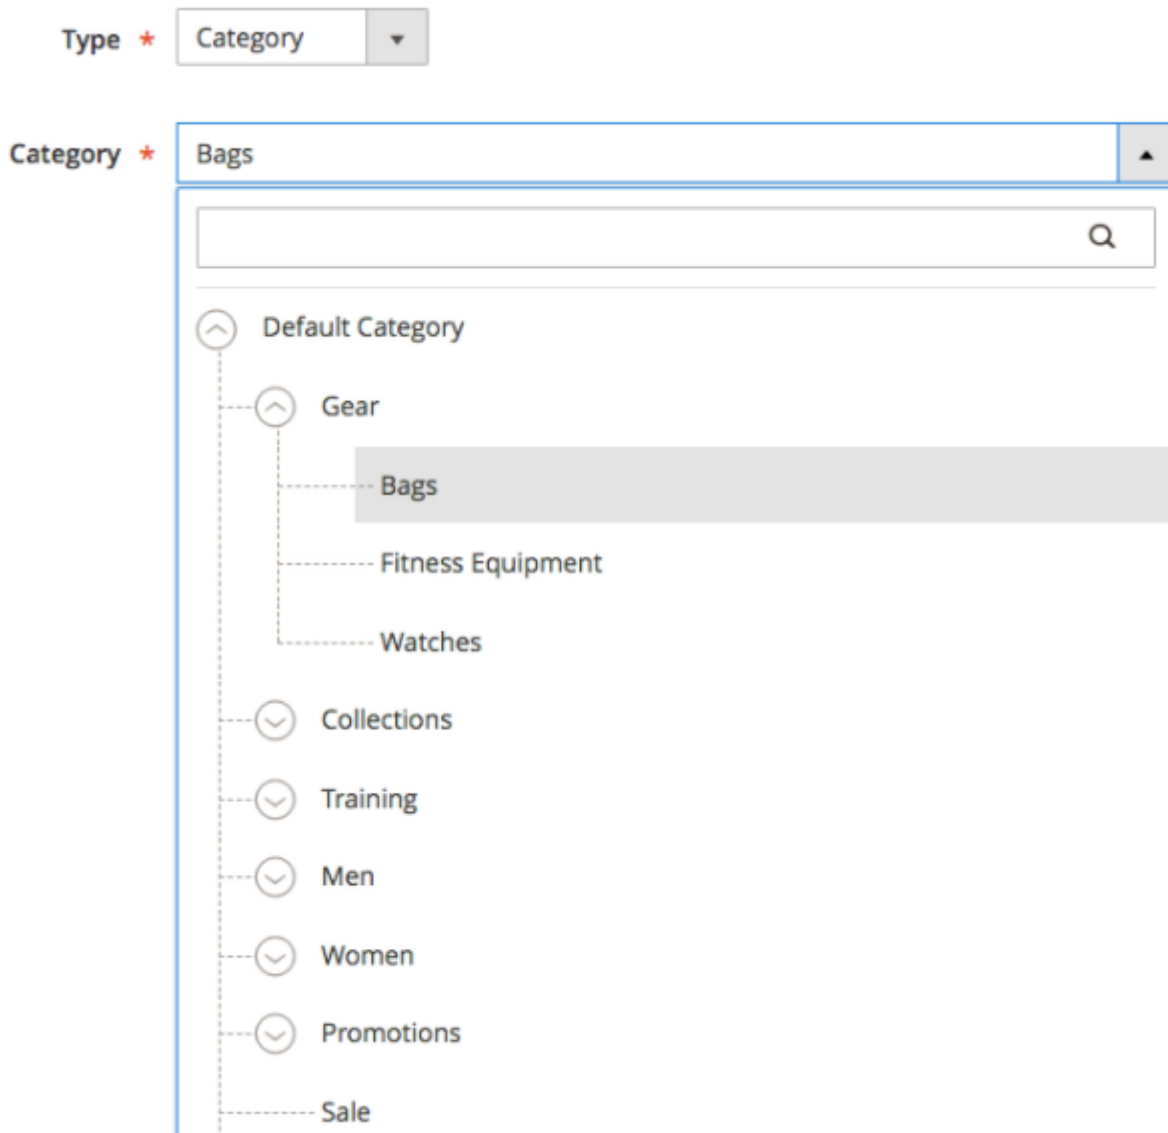 Type * Category
Category * Bags
Default Category
Gear
Bags
Fitness Equipment
Watches
Collections
Training
Men
Women
Promotions
Sale